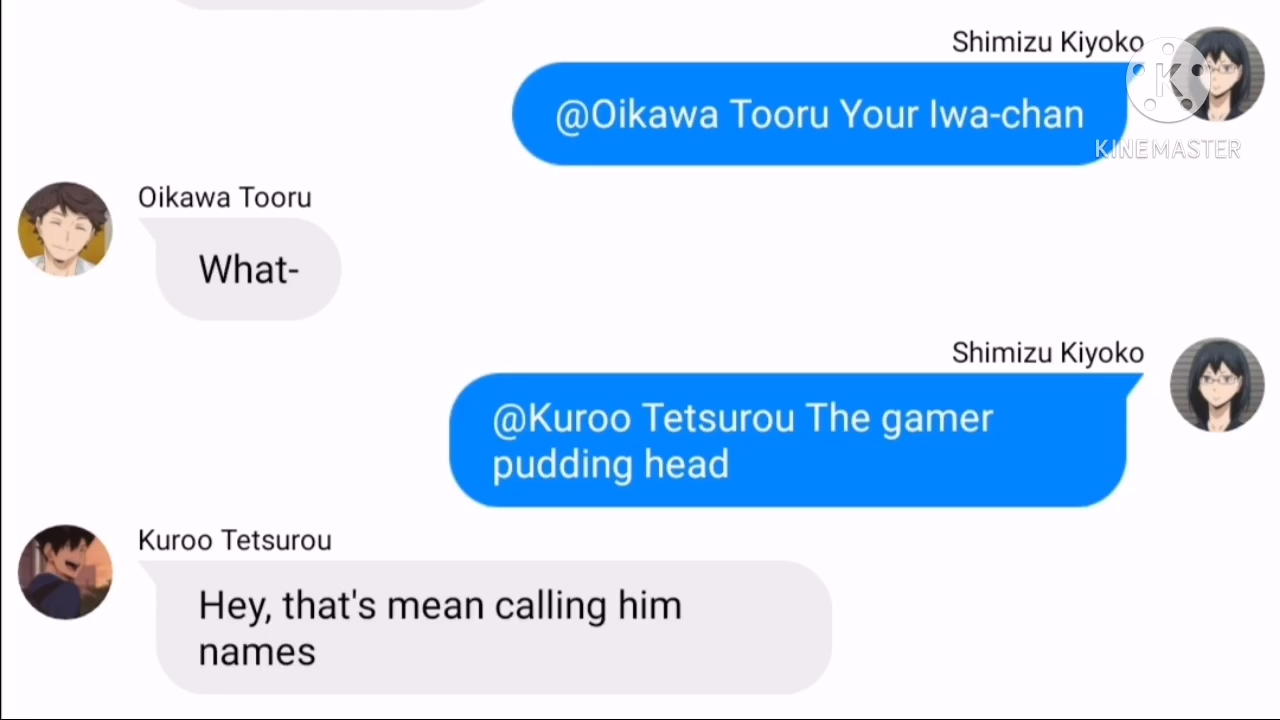 Shimizu Kiyoko
@Oikawa Tooru Your Iwa-chan
KINEMASTER
Oikawa Tooru
What-
Shimizu Kiyoko
@Kuroo Tetsurou The gamer
pudding head
Kuroo Tetsurou
Hey, that's mean calling him
names